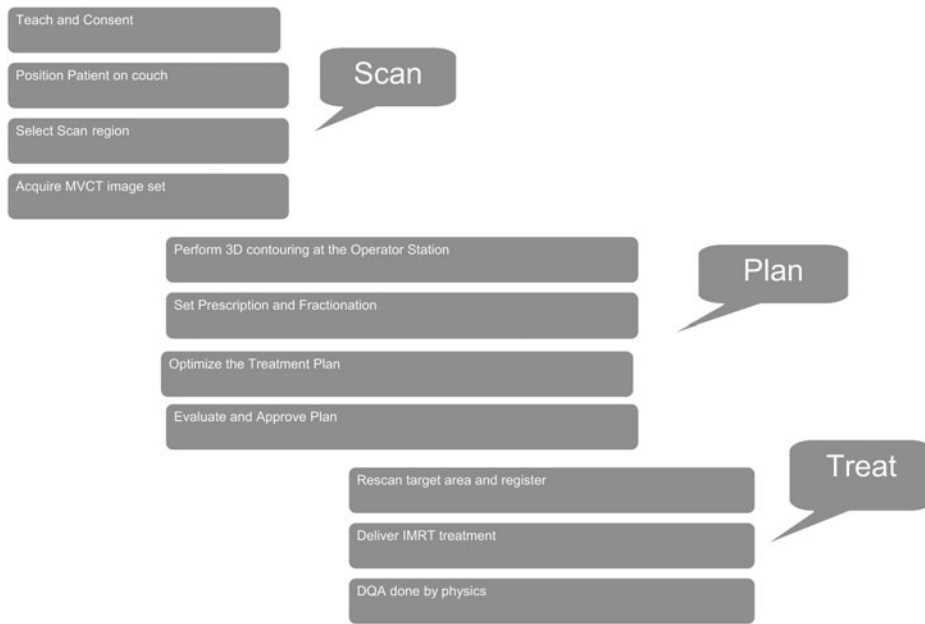 Teach and Consent
Position Patient on couch
Scan
Select Scan region
Acquire MVCT image set
Perform 3D contouring at the Operator Station
Plan
Set Prescription and Fractionation
Optimize the Treatment Plan
Evaluate and Approve Plan
Treat
Rescan target area and register
Deliver IMRT treatment
DQA done by physics